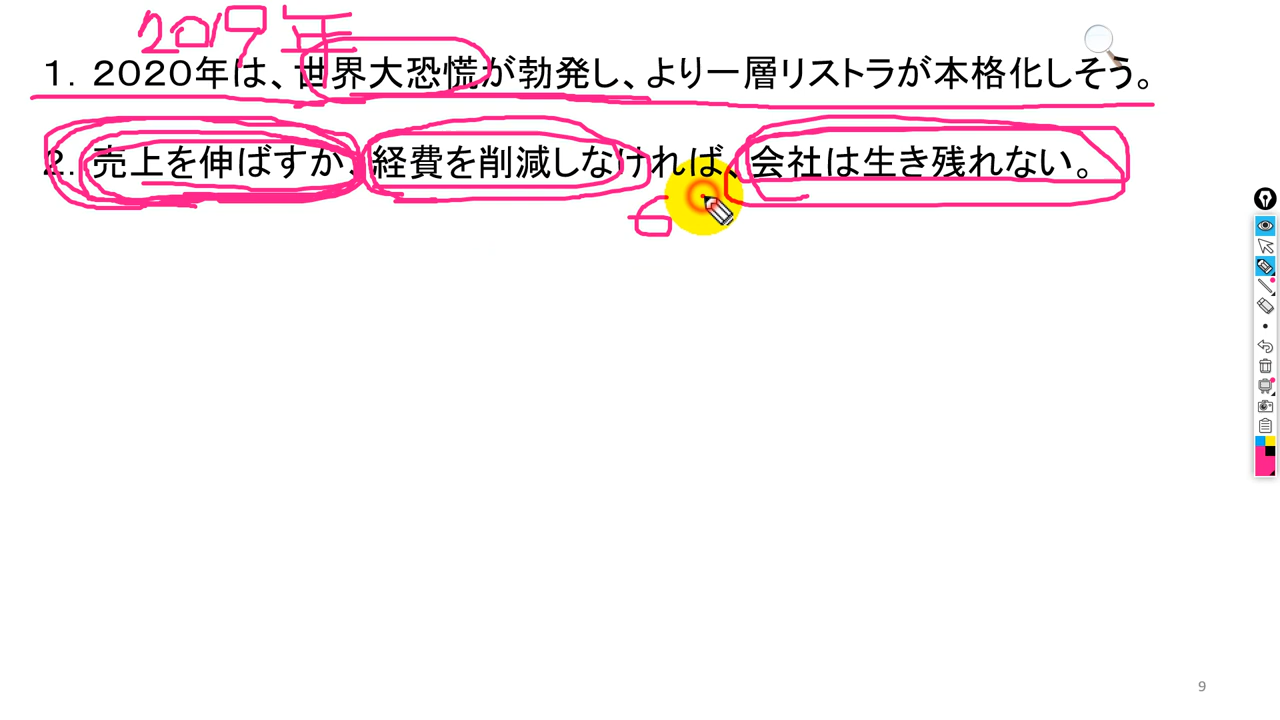 2019年
１．２０２０年は、世界大恐慌が勃発し、より一層リストラが本格化しそう。
２．売上を伸ばすか、経費を削減しなければ、会社は生き残れない。
9